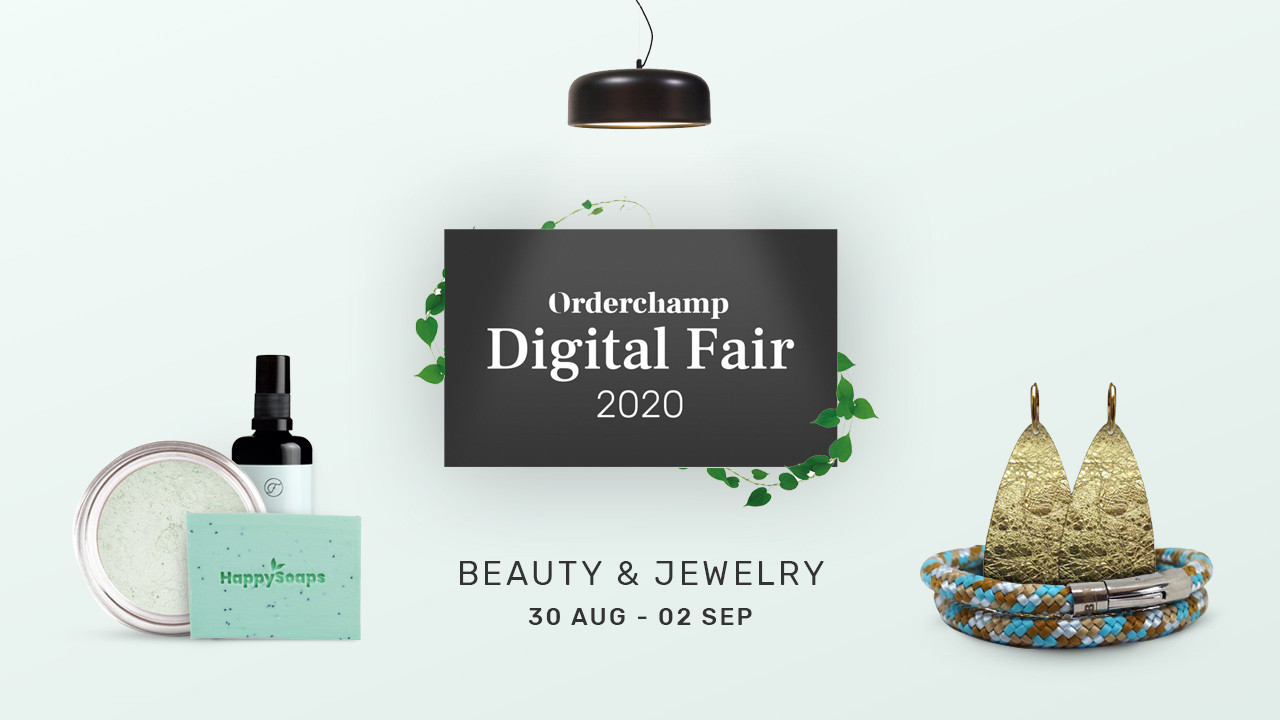 Orderchamp
Digital Fair
2020
HappySoaps
BEAUTY & JEWELRY
30 AUG - 02 SEP